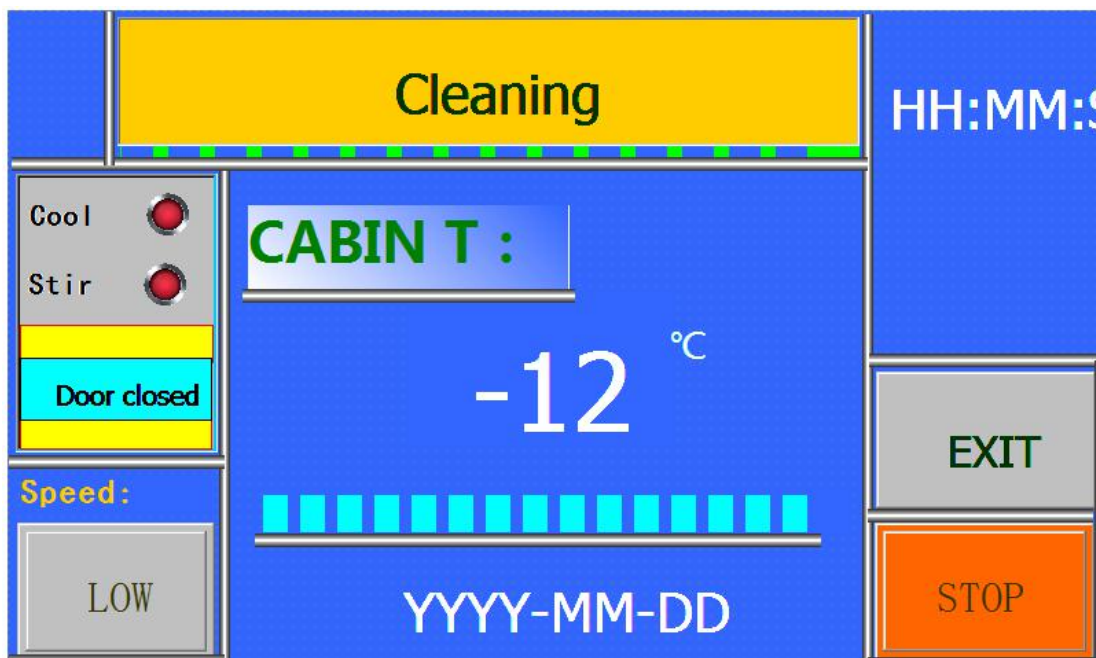 Cleaning
HH:MM:S
Cool
CABIN T :
Stir
-12 ℃
Door closed
EXIT
Speed:
LOW
STOP
YYYY-MM-DD